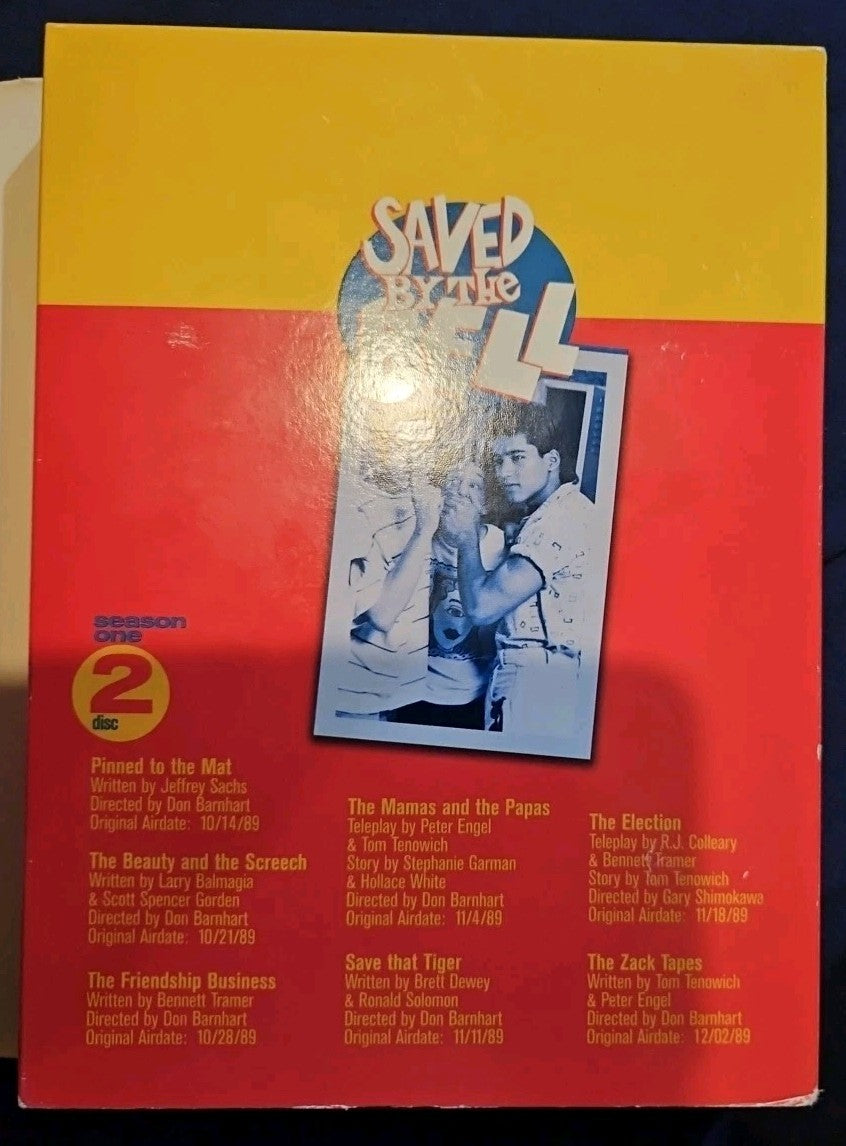 SAVED
BY THE
BELL
season
one
2
disc
Pinned to the Mat
Written by Jeffrey Sachs
Directed by Don Barnhart
Original Airdate: 10/14/89
The Beauty and the Screech
Written by Larry Balmagia
& Scott Spencer Gorden
Directed by Don Barnhart
Original Airdate: 10/21/89
The Friendship Business
Written by Bennett Tramer
Directed by Don Barnhart
Original Airdate: 10/28/89
The Mamas and the Papas
Teleplay by Peter Engel
& Tom Tenowich
Story by Stephanie Garman
& Hollace White
Directed by Don Barnhart
Original Airdate: 11/4/89
Save that Tiger
Written by Brett Dewey
& Ronald Solomon
Directed by Don Barnhart
Original Airdate: 11/11/89
The Election
Teleplay by R.J. Colleary
& Bennett Tramer
Story by Tom Tenowich
Directed by Gary Shimokawa
Original Airdate: 11/18/89
The Zack Tapes
Written by Tom Tenowich
& Peter Engel
Directed by Don Barnhart
Original Airdate: 12/02/89